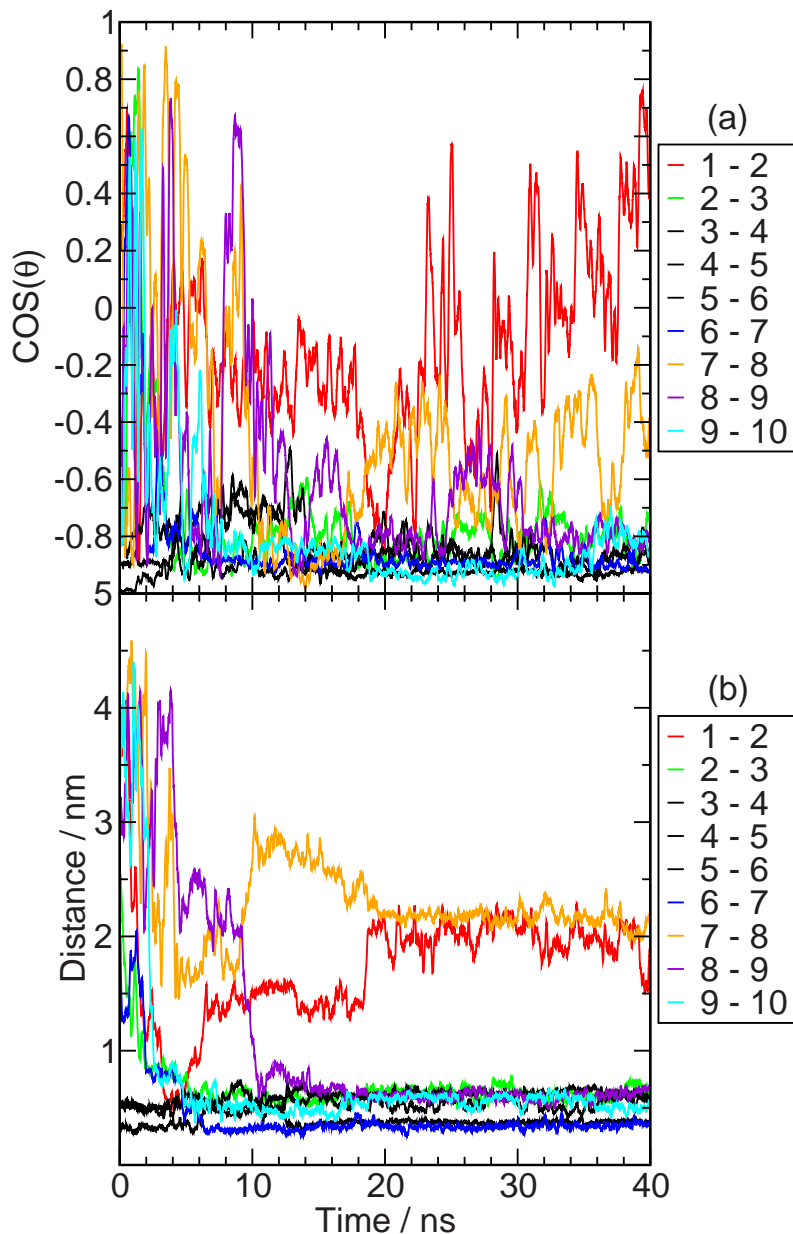 1
0.8
0.6
0.4
0.2
0
-0.2
-0.4
-0.6
-0.8
COS(θ)
(a)
1 - 2
2 - 3
3 - 4
4 - 5
5 - 6
6 - 7
7 - 8
8 - 9
9 - 10
5
4
3
2
1
Distance / nm
(b)
1 - 2
2 - 3
3 - 4
4 - 5
5 - 6
6 - 7
7 - 8
8 - 9
9 - 10
0 10 20 30 40
Time / ns